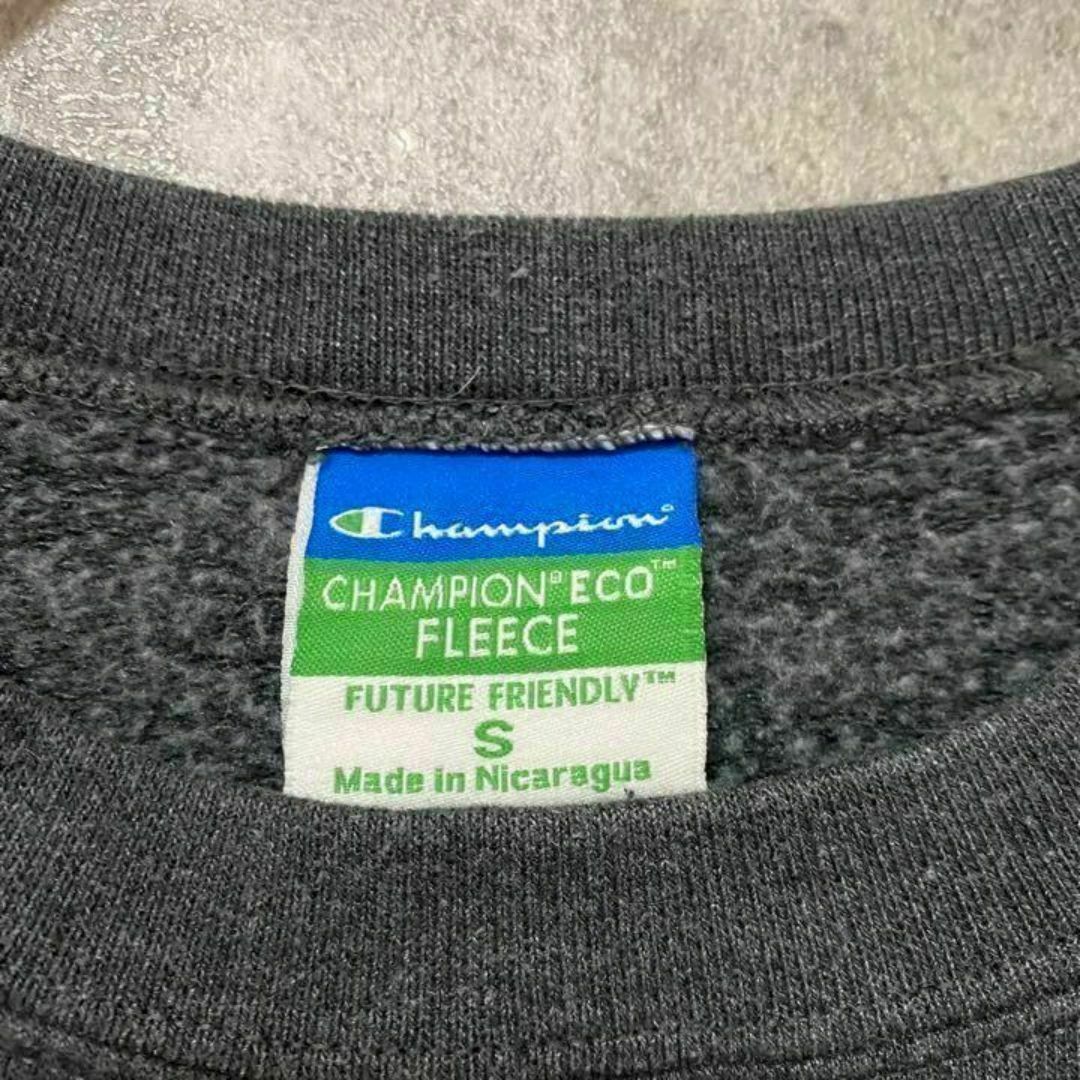 Champion®
CHAMPION® ECO™
FLEECE
FUTURE FRIENDLY™
S
Made in Nicaragua